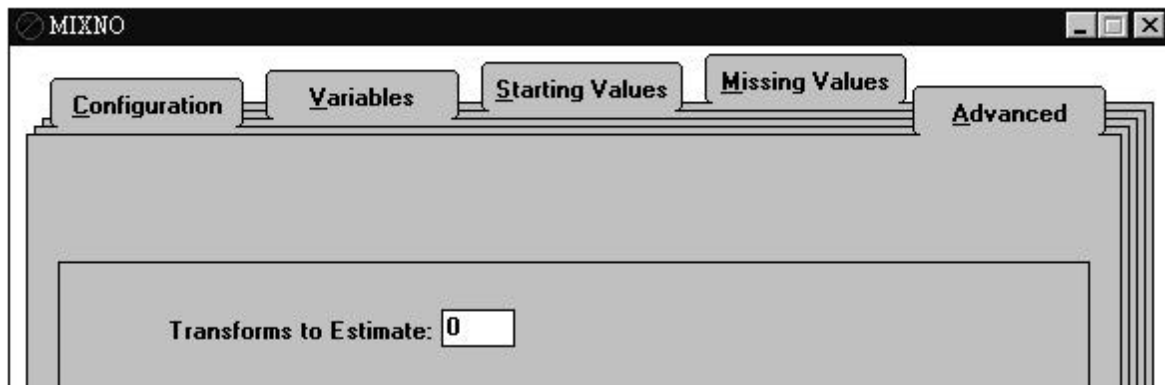 MIXNO
Configuration
Variables
Starting Values
Missing Values
Advanced
Transforms to Estimate: 0